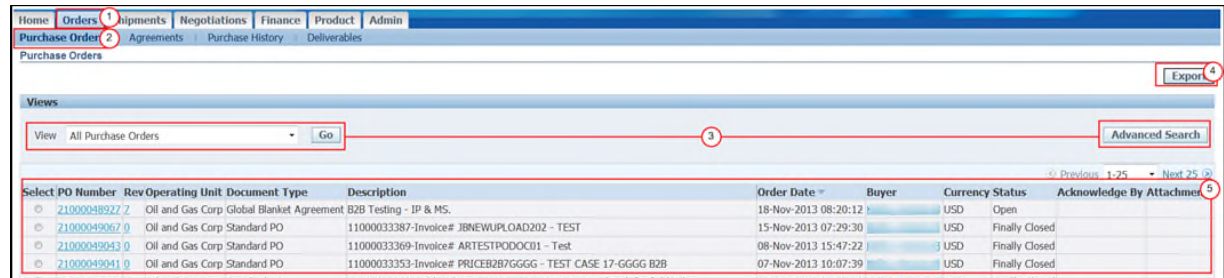 Home Orders 1 Shipments Negotiations Finance Product Admin
Purchase Orders 2 Agreements Purchase History Deliverables
Purchase Orders
Export 4
Views
View All Purchase Orders Go 3 Advanced Search
Previous 1-25 Next 25
Select PO Number Rev Operating Unit Document Type Description Order Date Buyer Currency Status Acknowledge By Attachment 5
21000048927 7 Oil and Gas Corp Global Blanket Agreement B2B Testing - IP & MS. 18-Nov-2013 08:20:12 USD Open
21000049067 0 Oil and Gas Corp Standard PO 11000033387-Invoice# JBNEWUPLOAD202 - TEST 15-Nov-2013 07:29:30 USD Finally Closed
21000049043 0 Oil and Gas Corp Standard PO 11000033369-Invoice# ARTESTPODOC01 - Test 08-Nov-2013 15:47:22 USD Finally Closed
21000049041 0 Oil and Gas Corp Standard PO 11000033353-Invoice# PRICEB2B7GGGG - TEST CASE 17-GGGG B2B 07-Nov-2013 10:07:39 USD Finally Closed